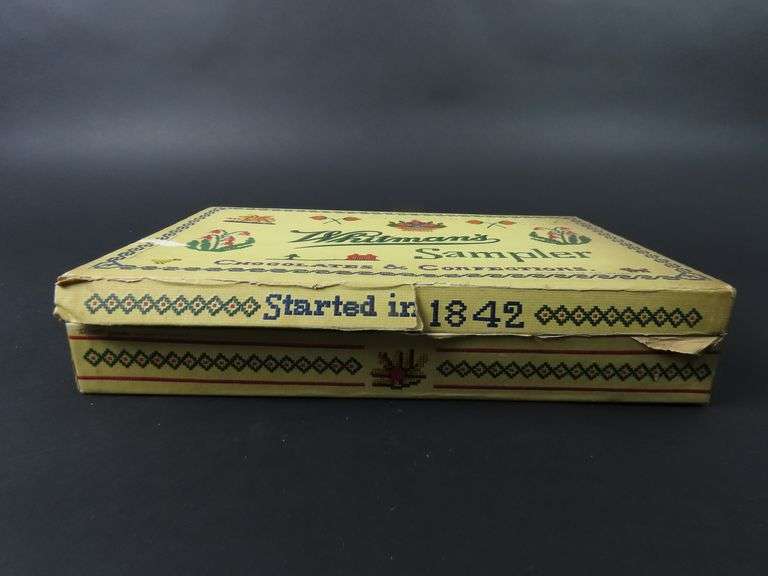 Whitman's
Sampler
CHOCOLATES & CONFECTIONS
Started in 1842